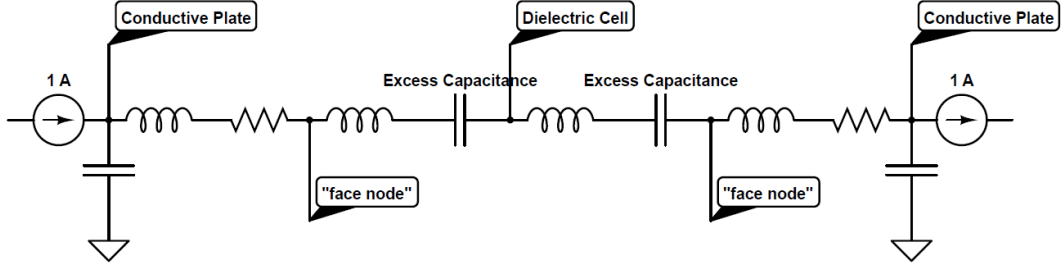 Conductive Plate
Dielectric Cell
Conductive Plate
1 A
Excess Capacitance
Excess Capacitance
1 A
"face node"
"face node"